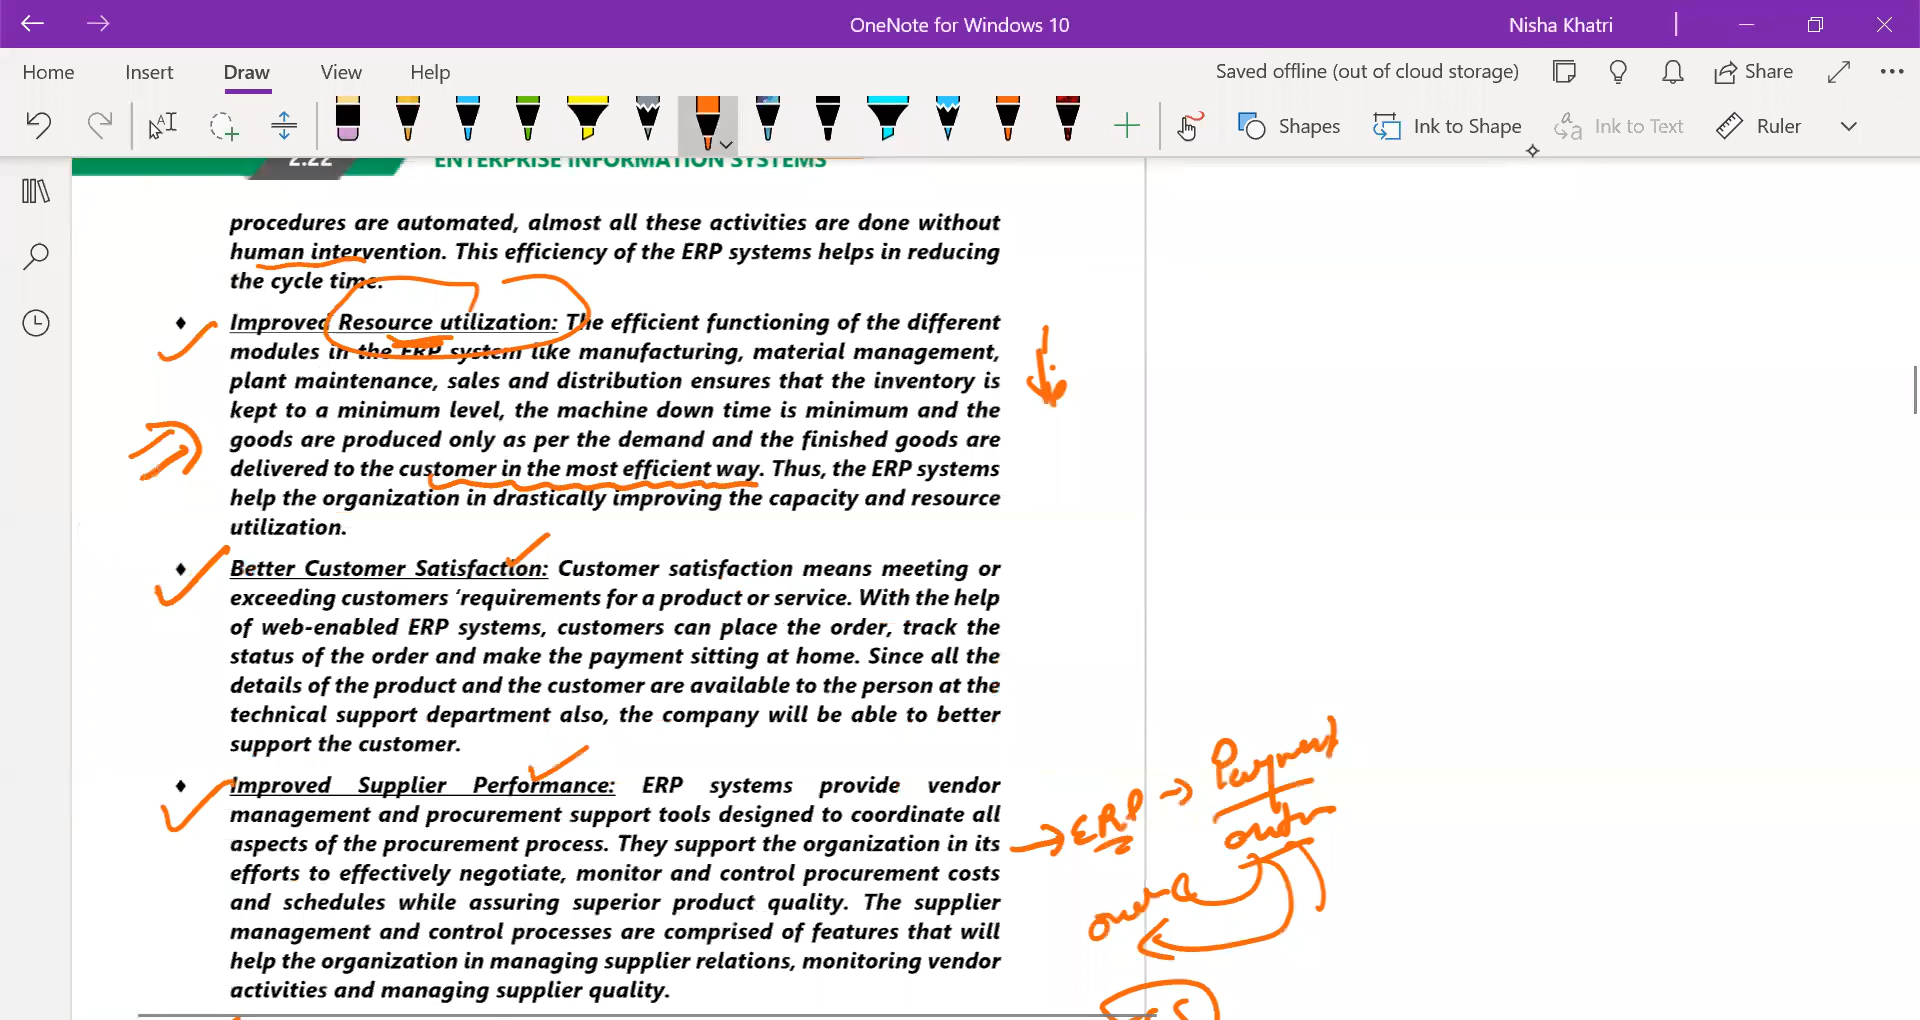 OneNote for Windows 10
Nisha Khatri
Home Insert Draw View Help
Saved offline (out of cloud storage)
Share
Shapes
Ink to Shape
Ink to Text
Ruler
2.22
ENTERPRISE INFORMATION SYSTEMS
procedures are automated, almost all these activities are done without
human intervention. This efficiency of the ERP systems helps in reducing
the cycle time.
♦ Improved Resource utilization: The efficient functioning of the different
modules in the ERP system like manufacturing, material management,
plant maintenance, sales and distribution ensures that the inventory is
kept to a minimum level, the machine down time is minimum and the
goods are produced only as per the demand and the finished goods are
delivered to the customer in the most efficient way. Thus, the ERP systems
help the organization in drastically improving the capacity and resource
utilization.
♦ Better Customer Satisfaction: Customer satisfaction means meeting or
exceeding customers ‘requirements for a product or service. With the help
of web-enabled ERP systems, customers can place the order, track the
status of the order and make the payment sitting at home. Since all the
details of the product and the customer are available to the person at the
technical support department also, the company will be able to better
support the customer.
♦ Improved Supplier Performance: ERP systems provide vendor
management and procurement support tools designed to coordinate all
aspects of the procurement process. They support the organization in its
efforts to effectively negotiate, monitor and control procurement costs
and schedules while assuring superior product quality. The supplier
management and control processes are comprised of features that will
help the organization in managing supplier relations, monitoring vendor
activities and managing supplier quality.
Payment
ERP